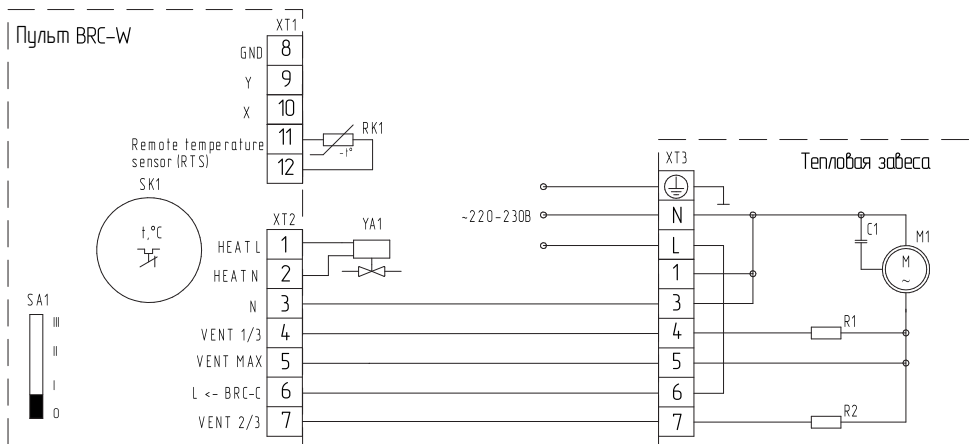 Пульт BRC-W
XT1
GND 8
Y 9
X 10
Remote temperature
sensor (RTS)
11
12
RK1
-t°
SK1
t,°C
XT2
HEAT L 1
HEAT N 2
N 3
VENT 1/3 4
VENT MAX 5
L <- BRC-C 6
VENT 2/3 7
YA1
SA1
III
II
I
0
~220-230В
Тепловая завеса
XT3
N
L
1
3
4
5
6
7
C1
M1
M
~
R1
R2